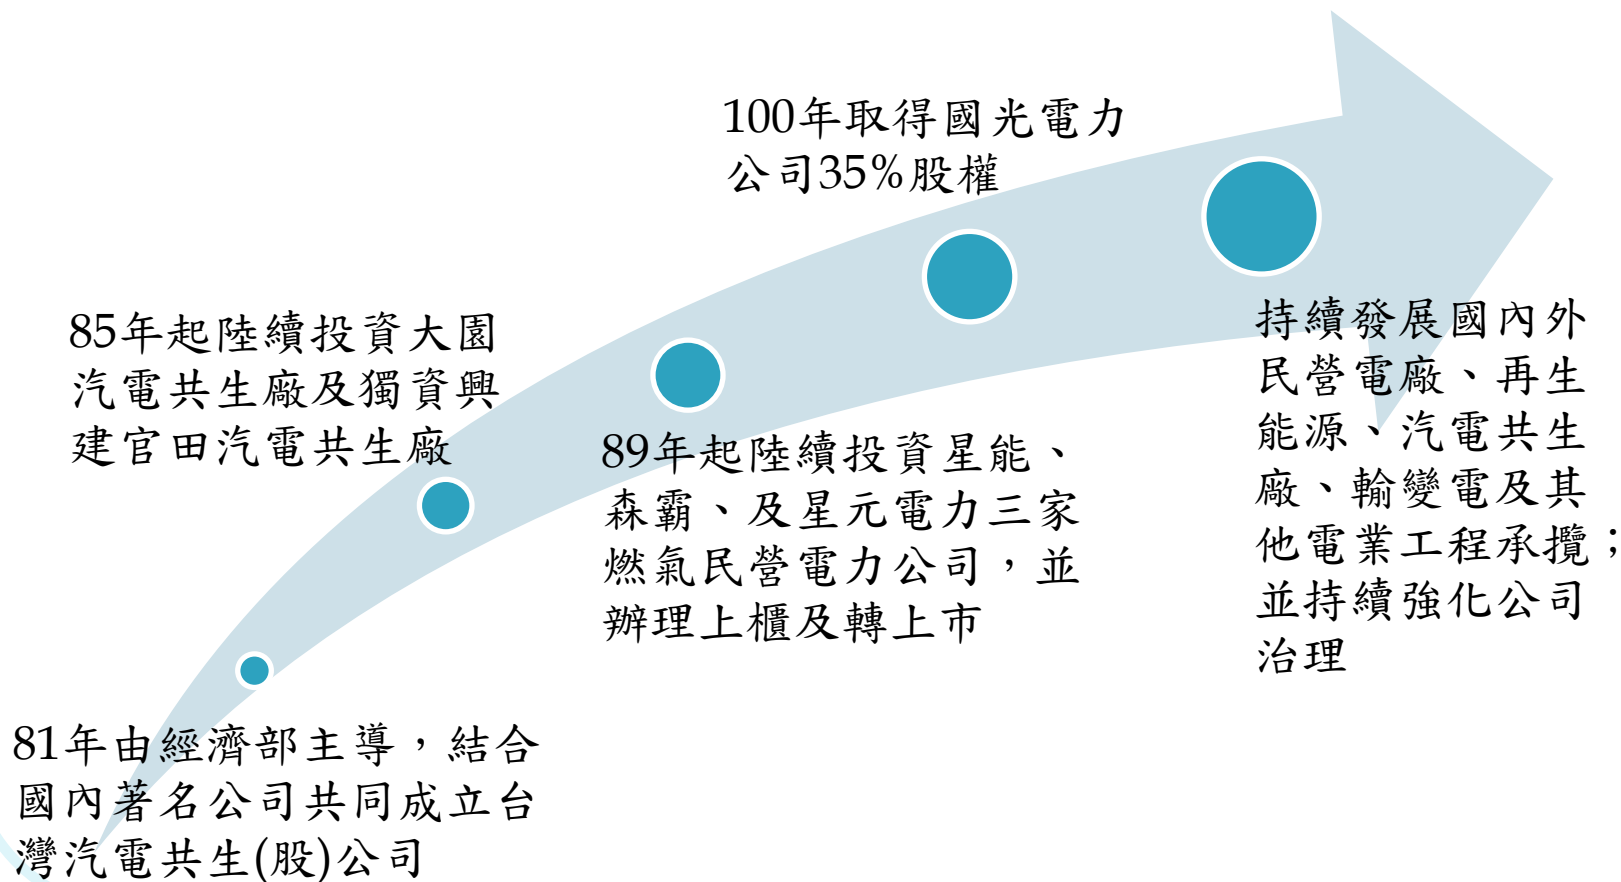 81年由經濟部主導，結合
國內著名公司共同成立台
灣汽電共生(股)公司
85年起陸續投資大園
汽電共生廠及獨資興
建官田汽電共生廠
89年起陸續投資星能、
森霸、及星元電力三家
燃氣民營電力公司，並
辦理上櫃及轉上市
100年取得國光電力
公司35%股權
持續發展國內外
民營電廠、再生
能源、汽電共生
廠、輸變電及其
他電業工程承攬；
並持續強化公司
治理